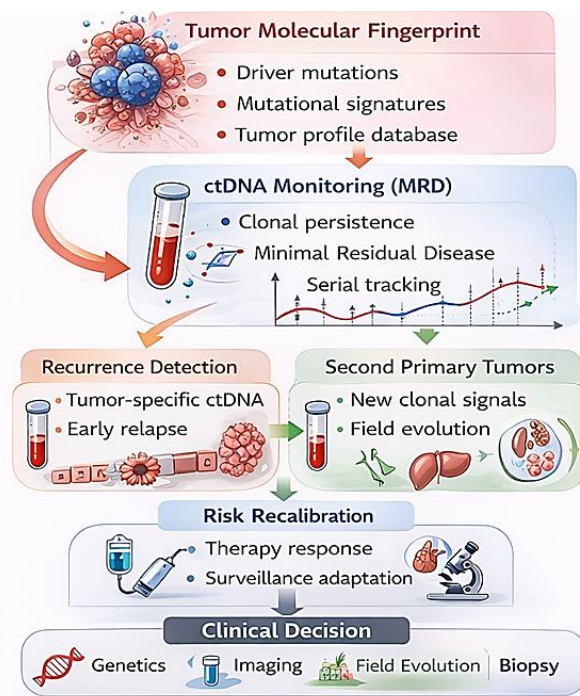 Tumor Molecular Fingerprint
• Driver mutations
• Mutational signatures
• Tumor profile database
ctDNA Monitoring (MRD)
• Clonal persistence
Minimal Residual Disease
Serial tracking
Recurrence Detection
• Tumor-specific ctDNA
• Early relapse
Second Primary Tumors
• New clonal signals
• Field evolution
Risk Recalibration
• Therapy response
• Surveillance adaptation
Clinical Decision
Genetics | Imaging | Field Evolution | Biopsy